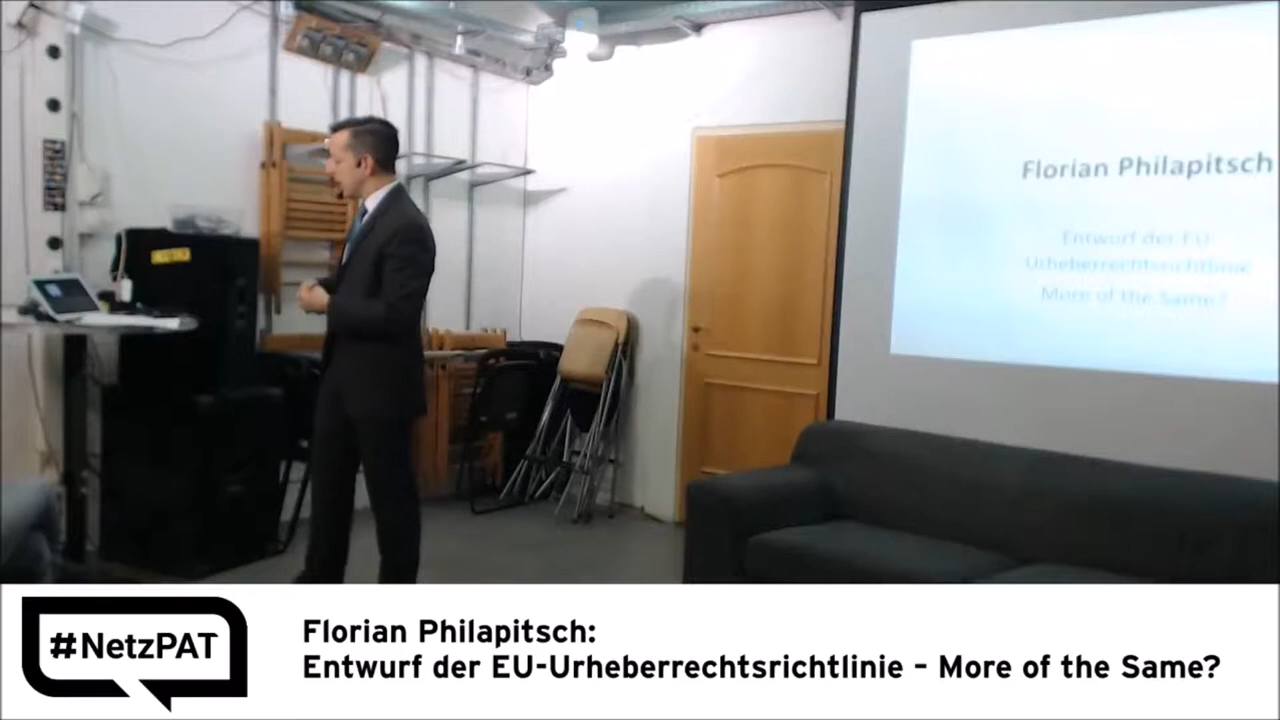 Florian Philapitsch
Entwurf der EU-
Urheberrechtsrichtlinie
More of the Same?
#NetzPAT
Florian Philapitsch:
Entwurf der EU-Urheberrechtsrichtlinie – More of the Same?